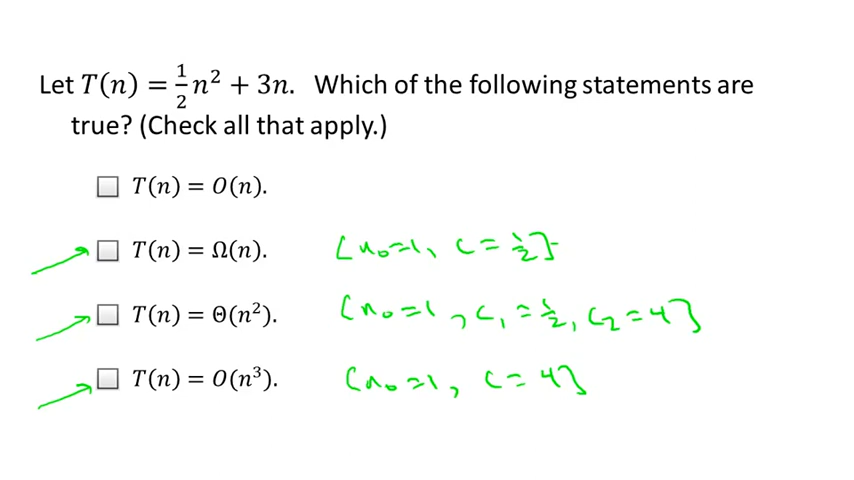 Let T(n) = ½n² + 3n. Which of the following statements are
true? (Check all that apply.)
T(n) = O(n).
T(n) = Ω(n). [n₀=1, c=½]
T(n) = Θ(n²). [n₀=1, c₁=½, c₂=4]
T(n) = O(n³). [n₀=1, c=4]